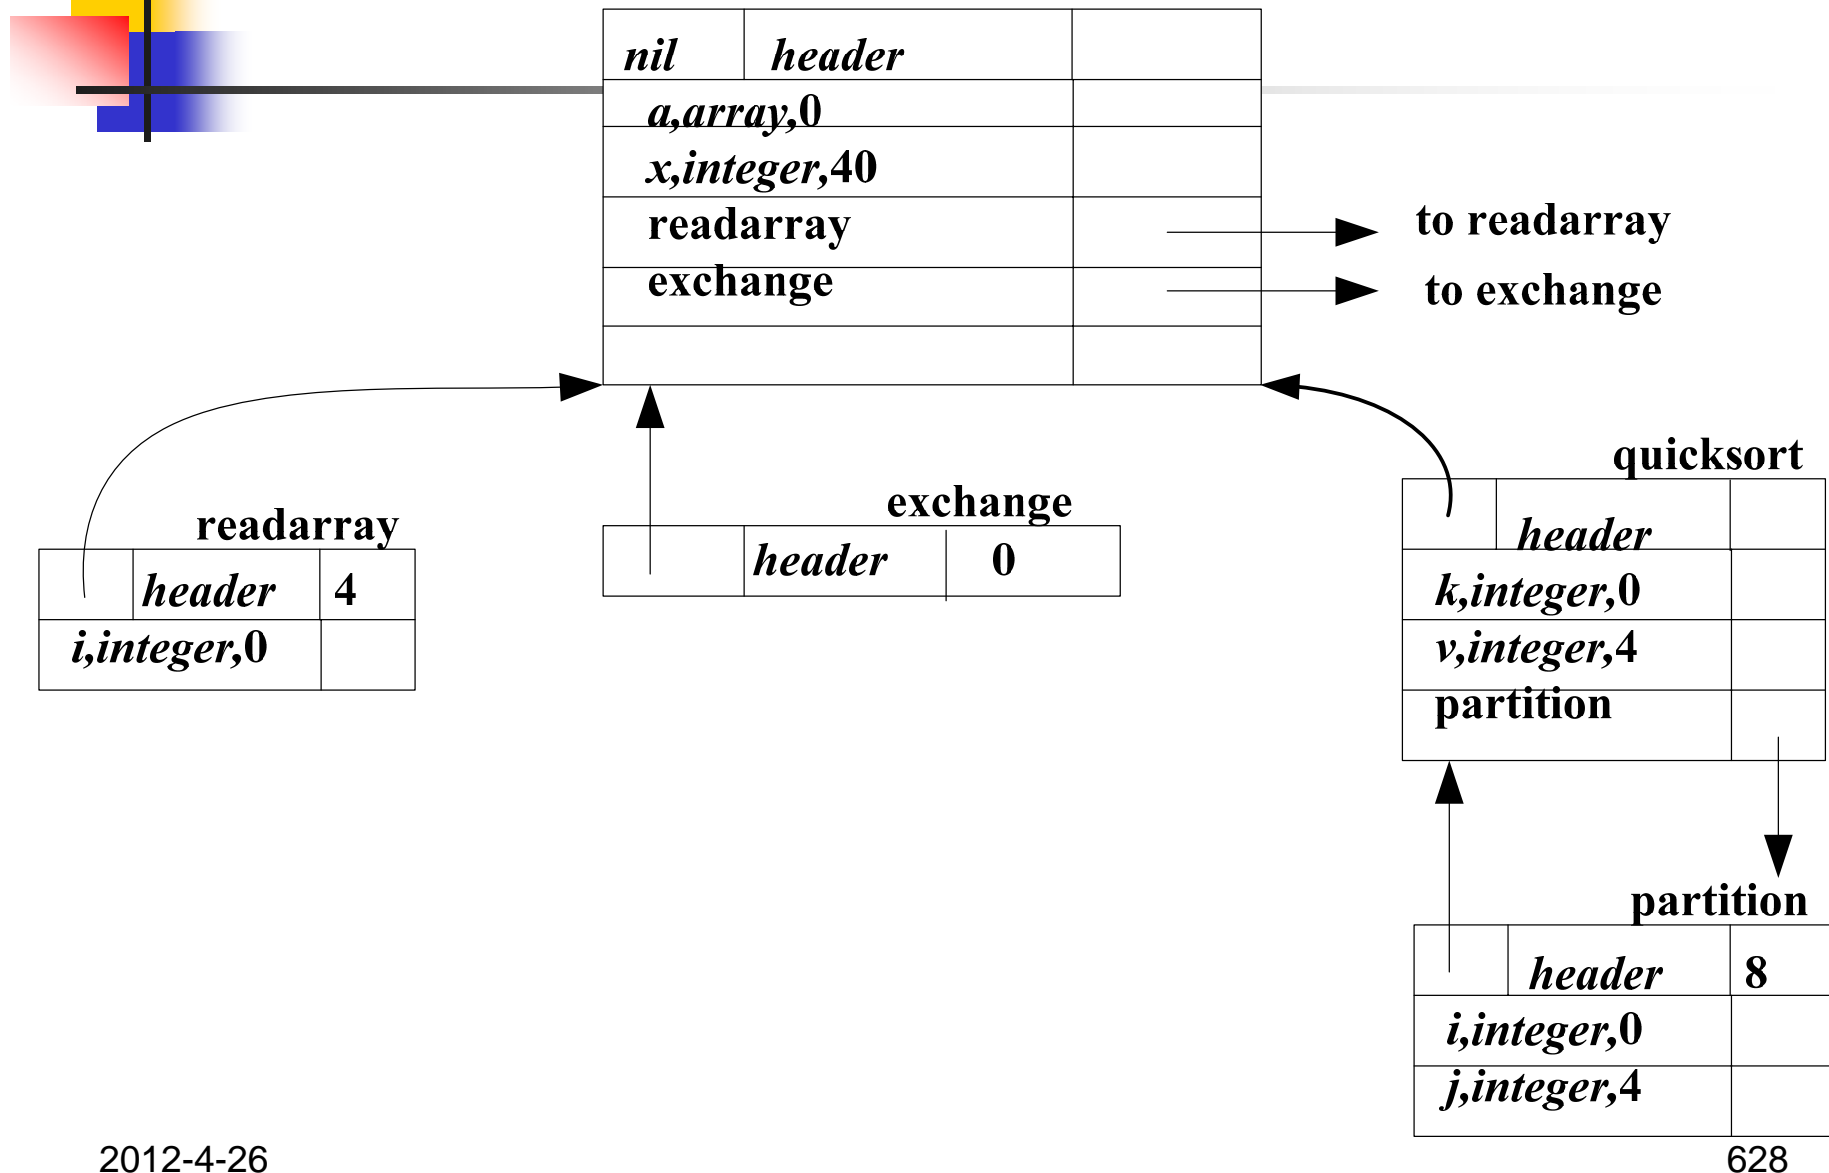 nil header
a,array,0
x,integer,40
readarray
exchange
to readarray
to exchange
readarray
header 4
i,integer,0
exchange
header 0
quicksort
header
k,integer,0
v,integer,4
partition
partition
header 8
i,integer,0
j,integer,4
2012-4-26
628